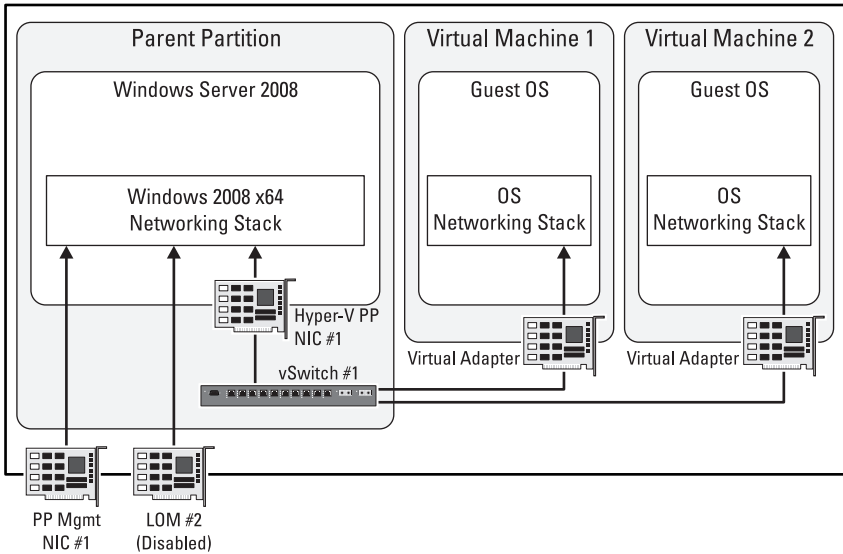 Parent Partition
Windows Server 2008
Windows 2008 x64
Networking Stack
Hyper-V PP
NIC #1
vSwitch #1
Virtual Machine 1
Guest OS
OS
Networking Stack
Virtual Adapter
Virtual Machine 2
Guest OS
OS
Networking Stack
Virtual Adapter
PP Mgmt
NIC #1
LOM #2
(Disabled)